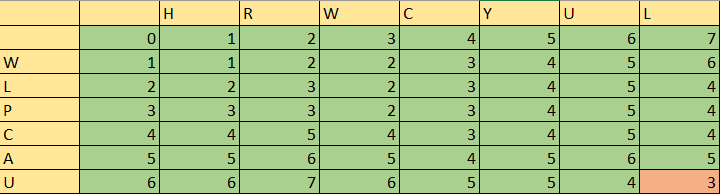 H R W C Y U L
0 1 2 3 4 5 6 7
W 1 1 2 2 3 4 5 6
L 2 2 3 3 3 4 5 4
P 3 3 3 2 3 4 5 4
C 4 4 5 4 3 4 5 4
A 5 5 6 5 4 5 6 5
U 6 6 7 6 5 5 4 3